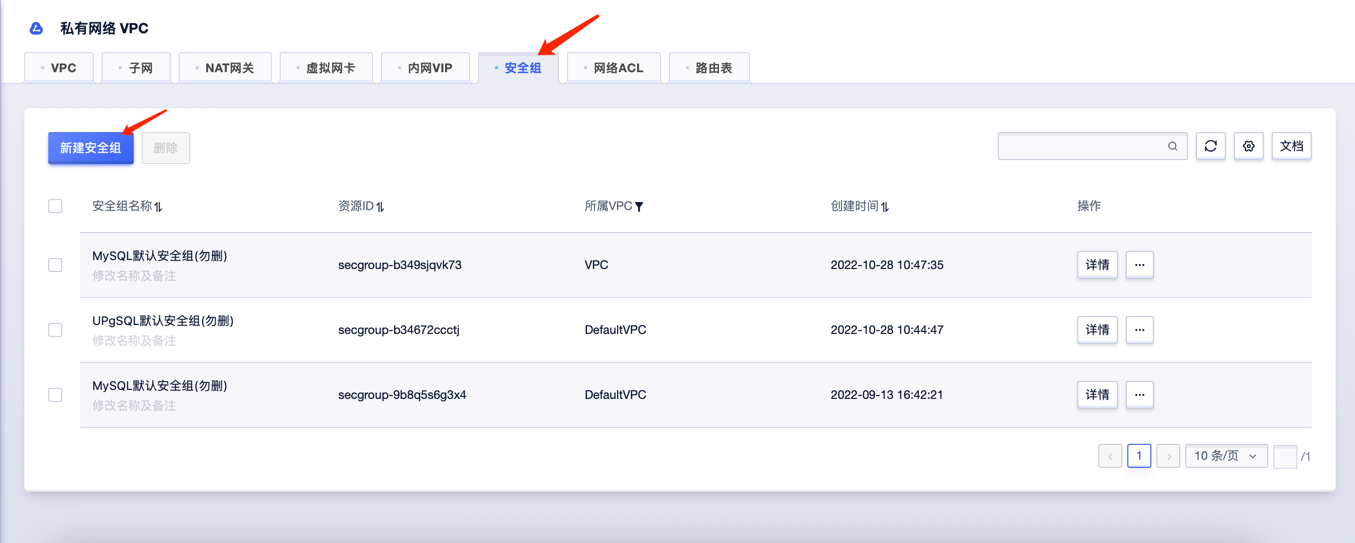 私有网络 VPC
VPC 子网 NAT网关 虚拟网卡 内网VIP 安全组 网络ACL 路由表
新建安全组 删除 文档
安全组名称 资源ID 所属VPC 创建时间 操作
MySQL默认安全组(勿删)
修改名称及备注
secgroup-b349sjqvk73 VPC 2022-10-28 10:47:35 详情 ...
UPgSQL默认安全组(勿删)
修改名称及备注
secgroup-b34672ccctj DefaultVPC 2022-10-28 10:44:47 详情 ...
MySQL默认安全组(勿删)
修改名称及备注
secgroup-9b8q5s6g3x4 DefaultVPC 2022-09-13 16:42:21 详情 ...
< 1 > 10 条/页 /1